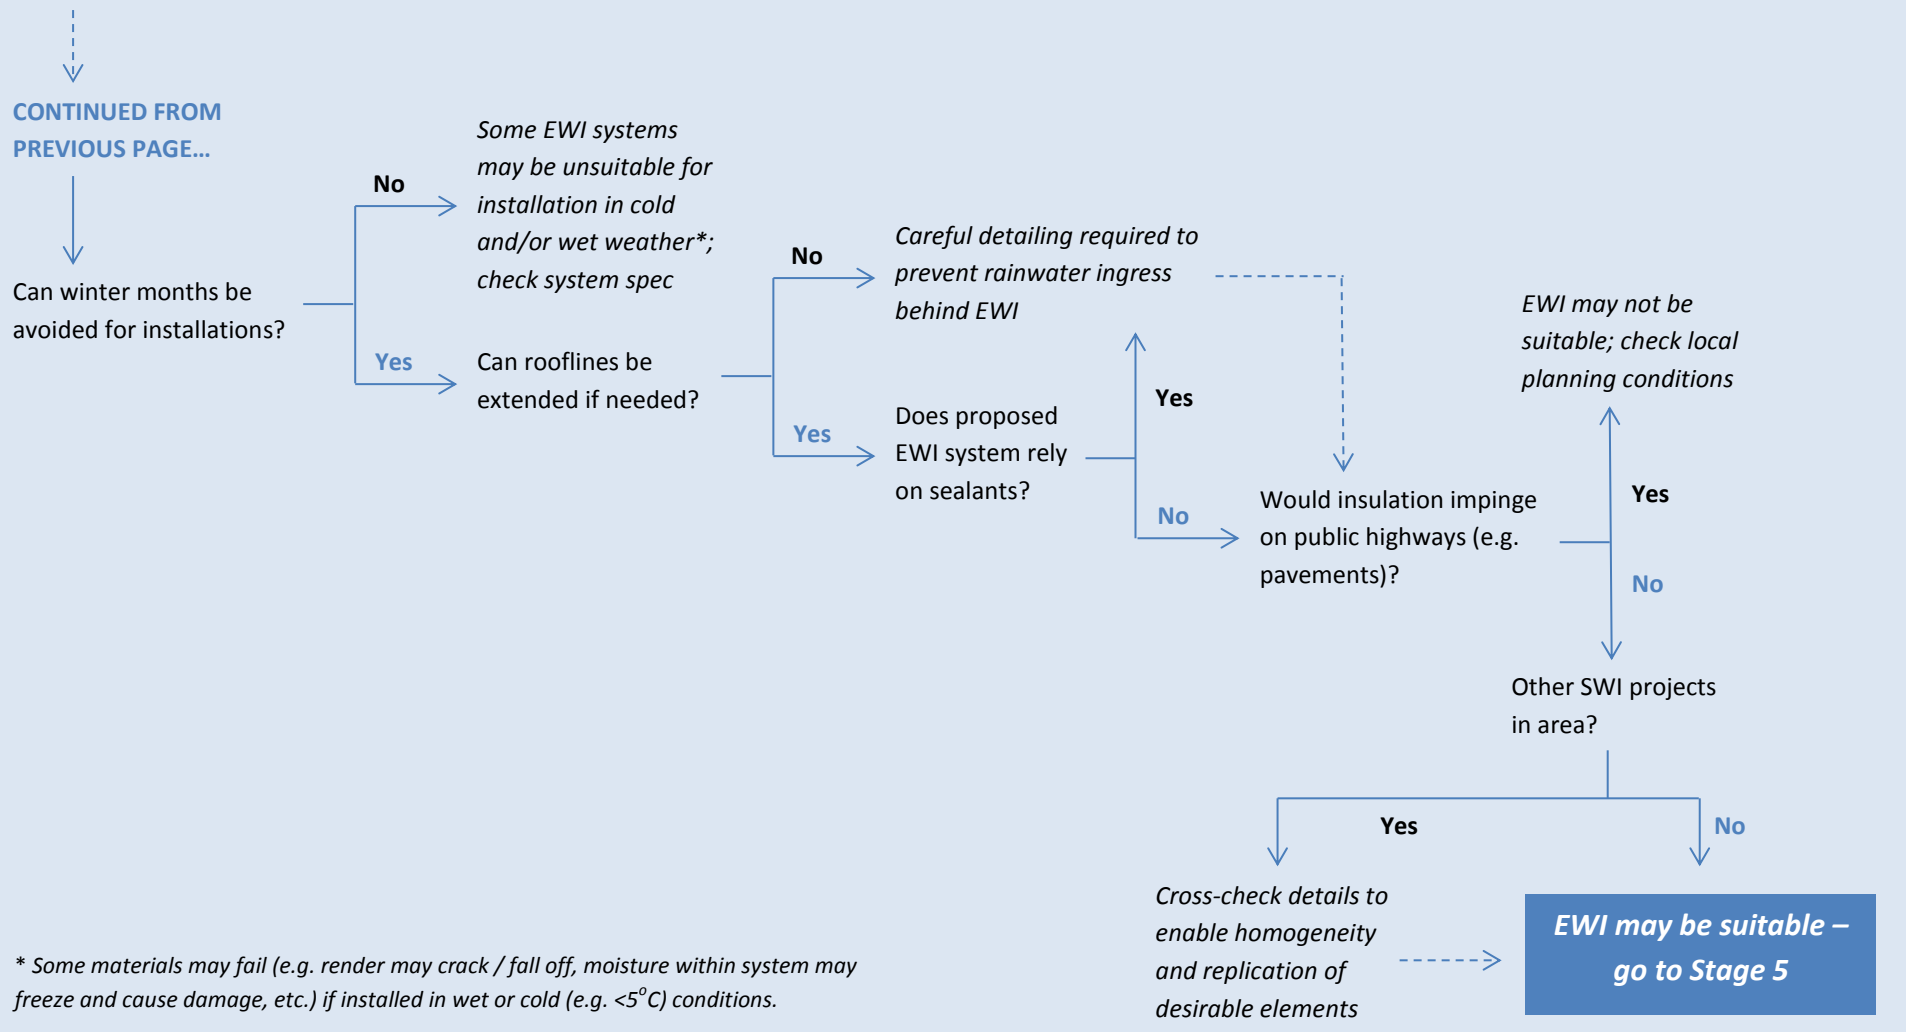 CONTINUED FROM
PREVIOUS PAGE…
Can winter months be
avoided for installations?
No
Some EWI systems
may be unsuitable for
installation in cold
and/or wet weather*;
check system spec
Yes
Can rooflines be
extended if needed?
No
Careful detailing required to
prevent rainwater ingress
behind EWI
Yes
Does proposed
EWI system rely
on sealants?
Yes
No
Would insulation impinge
on public highways (e.g.
pavements)?
EWI may not be
suitable; check local
planning conditions
Yes
No
Other SWI projects
in area?
Yes
No
Cross-check details to
enable homogeneity
and replication of
desirable elements
EWI may be suitable –
go to Stage 5
* Some materials may fail (e.g. render may crack / fall off, moisture within system may
freeze and cause damage, etc.) if installed in wet or cold (e.g. <5°C) conditions.